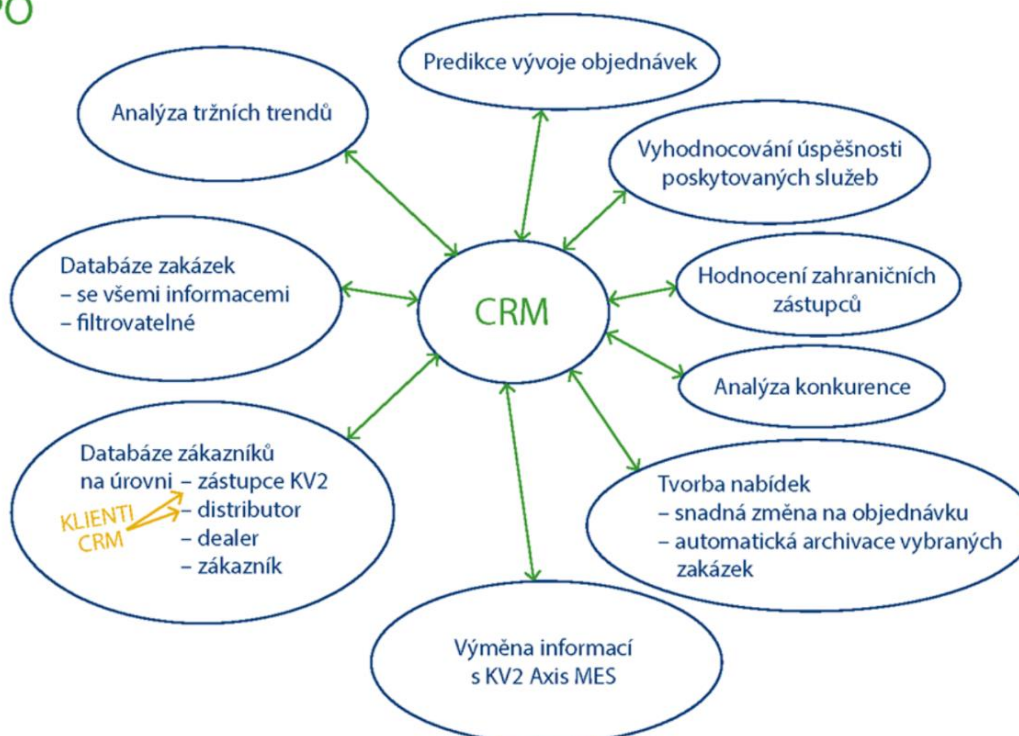 Predikce vývoje objednávek
Analýza tržních trendů
Vyhodnocování úspěšnosti
poskytovaných služeb
Databáze zakázek
– se všemi informacemi
– filtrovatelné
CRM
Hodnocení zahraničních
zástupců
Analýza konkurence
Databáze zákazníků
na úrovni – zástupce KV2
– distributor
– dealer
– zákazník
KLIENTI
CRM
Tvorba nabídek
– snadná změna na objednávku
– automatická archivace vybraných
zakázek
Výměna informací
s KV2 Axis MES